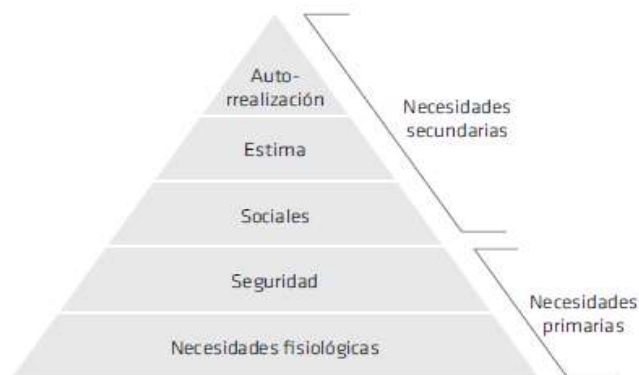 Auto-
rrealización
Necesidades
secundarias
Estima
Sociales
Seguridad
Necesidades
primarias
Necesidades fisiológicas